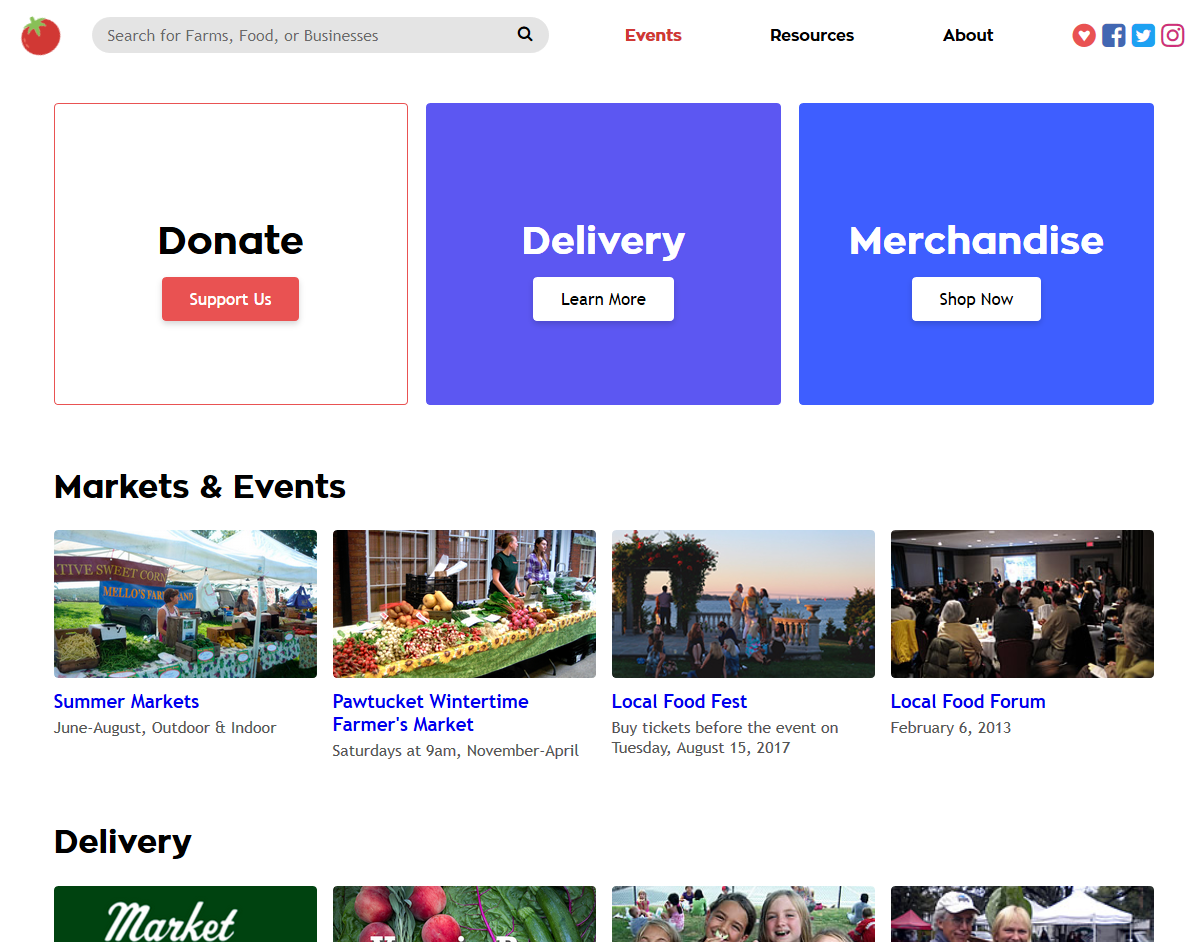 Search for Farms, Food, or Businesses
Events
Resources
About
Donate
Support Us
Delivery
Learn More
Merchandise
Shop Now
Markets & Events
TIVE SWEET CORN
MELLO'S FARM
Summer Markets
June-August, Outdoor & Indoor
Pawtucket Wintertime
Farmer's Market
Saturdays at 9am, November-April
Local Food Fest
Buy tickets before the event on
Tuesday, August 15, 2017
Local Food Forum
February 6, 2013
Delivery
Market